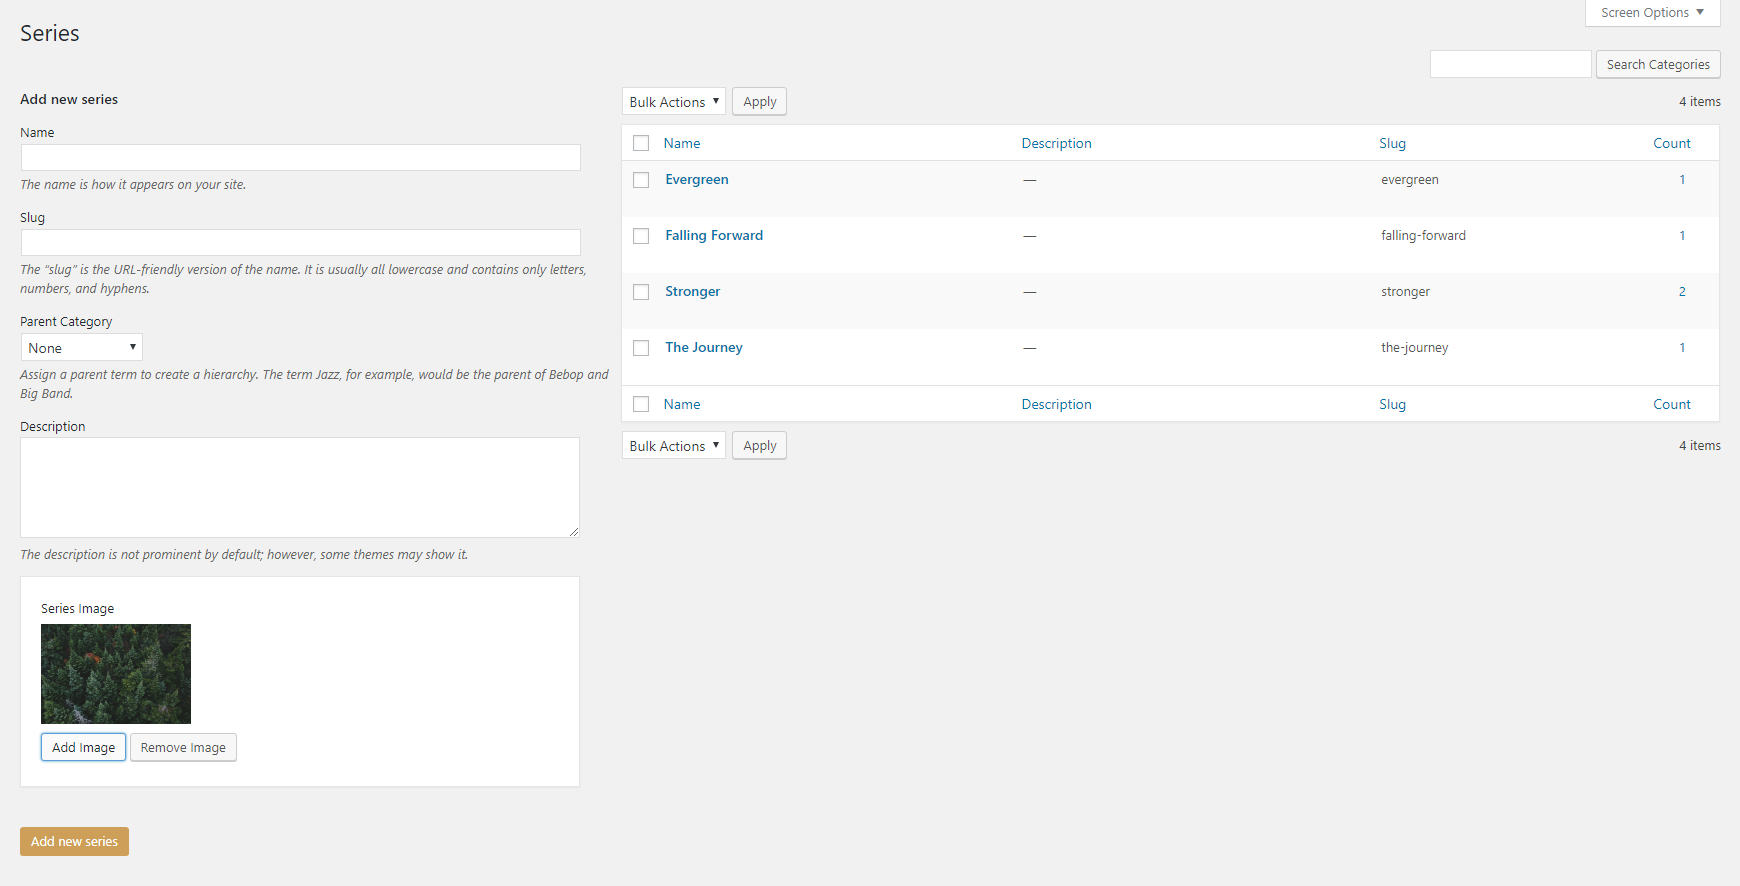 Screen Options
Series
Search Categories
Add new series
Name
The name is how it appears on your site.
Slug
The “slug” is the URL-friendly version of the name. It is usually all lowercase and contains only letters,
numbers, and hyphens.
Parent Category
None
Assign a parent term to create a hierarchy. The term Jazz, for example, would be the parent of Bebop and
Big Band.
Description
The description is not prominent by default; however, some themes may show it.
Series Image
Add Image Remove Image
Add new series
Bulk Actions Apply 4 items
Name Description Slug Count
Evergreen — evergreen 1
Falling Forward — falling-forward 1
Stronger — stronger 2
The Journey — the-journey 1
Name Description Slug Count
Bulk Actions Apply 4 items